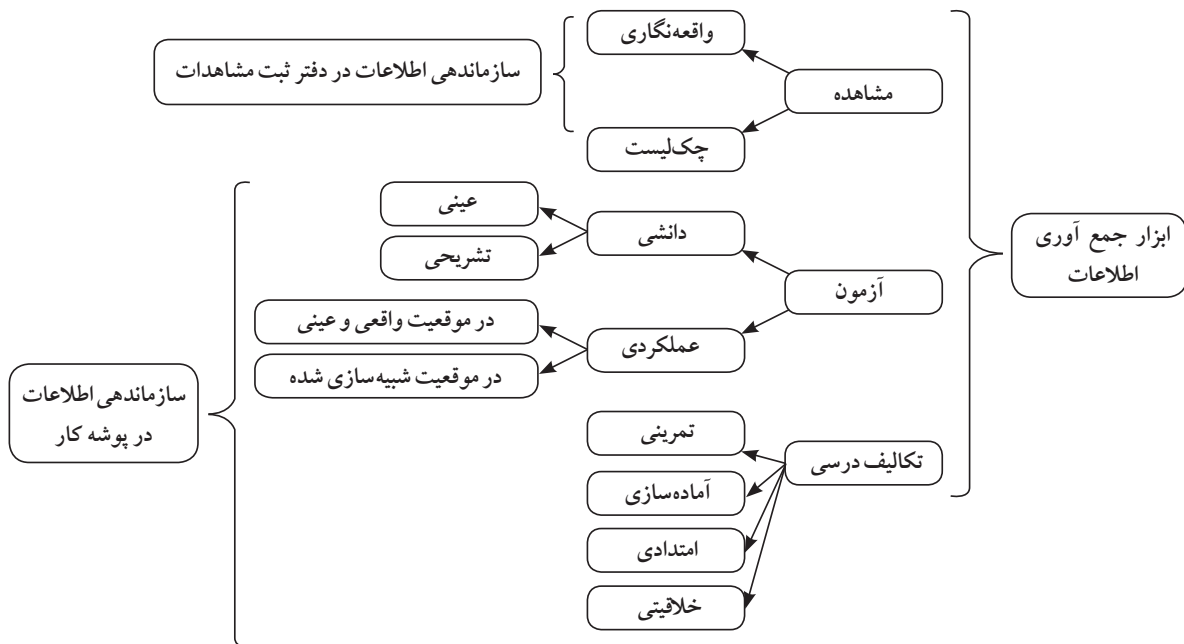 ابزار جمع آوری
اطلاعات
مشاهده
واقعه‌نگاری
چک‌لیست
سازماندهی اطلاعات در دفتر ثبت مشاهدات
آزمون
دانشی
عینی
تشریحی
عملکردی
در موقعیت واقعی و عینی
در موقعیت شبیه‌سازی شده
تکالیف درسی
تمرینی
آماده‌سازی
امتدادی
خلاقیتی
سازماندهی اطلاعات
در پوشه کار